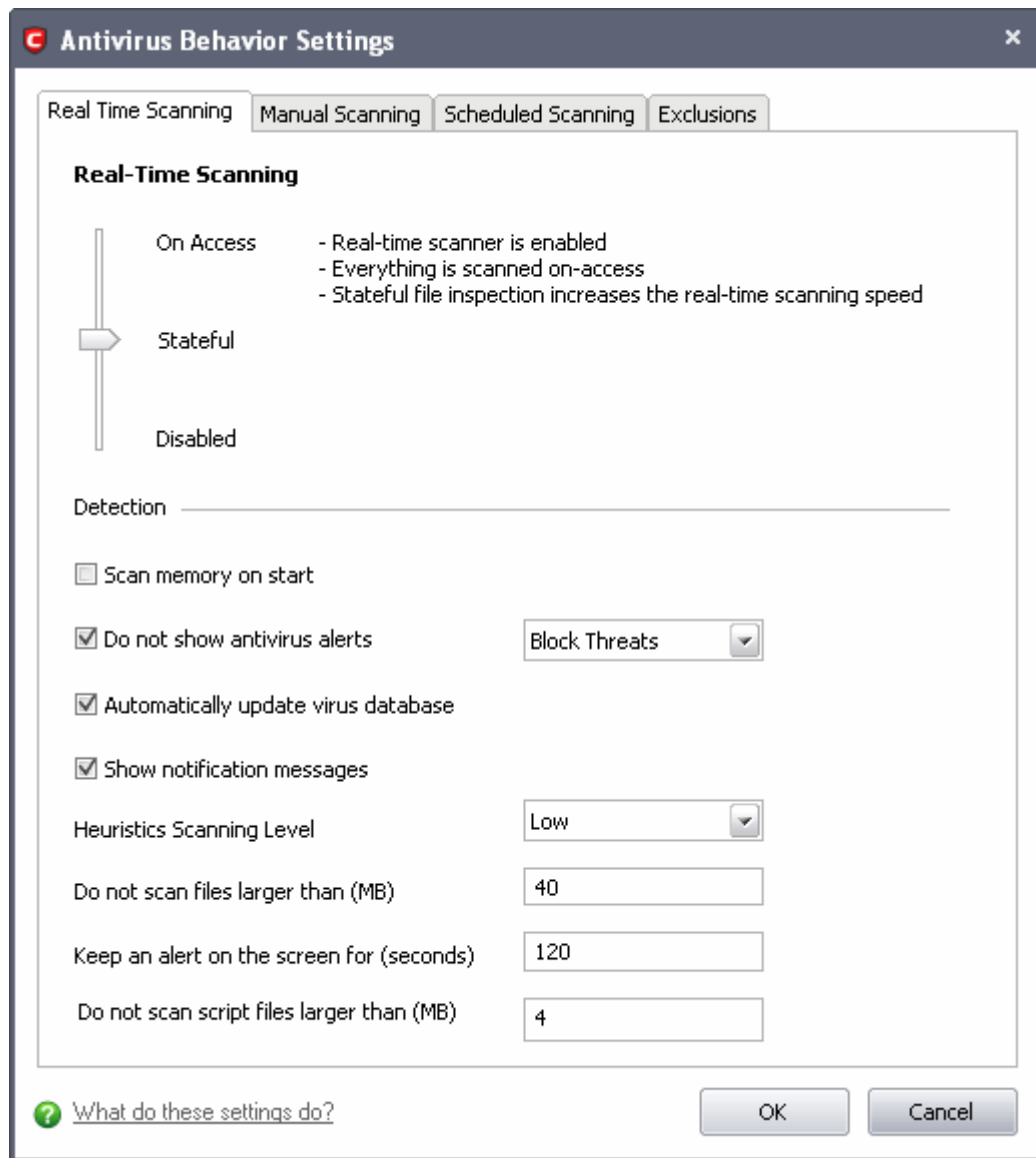 Antivirus Behavior Settings
Real Time Scanning
Manual Scanning
Scheduled Scanning
Exclusions
Real-Time Scanning
On Access
- Real-time scanner is enabled
- Everything is scanned on-access
- Stateful file inspection increases the real-time scanning speed
Stateful
Disabled
Detection
Scan memory on start
Do not show antivirus alerts
Block Threats
Automatically update virus database
Show notification messages
Heuristics Scanning Level
Low
Do not scan files larger than (MB)
40
Keep an alert on the screen for (seconds)
120
Do not scan script files larger than (MB)
4
What do these settings do?
OK
Cancel